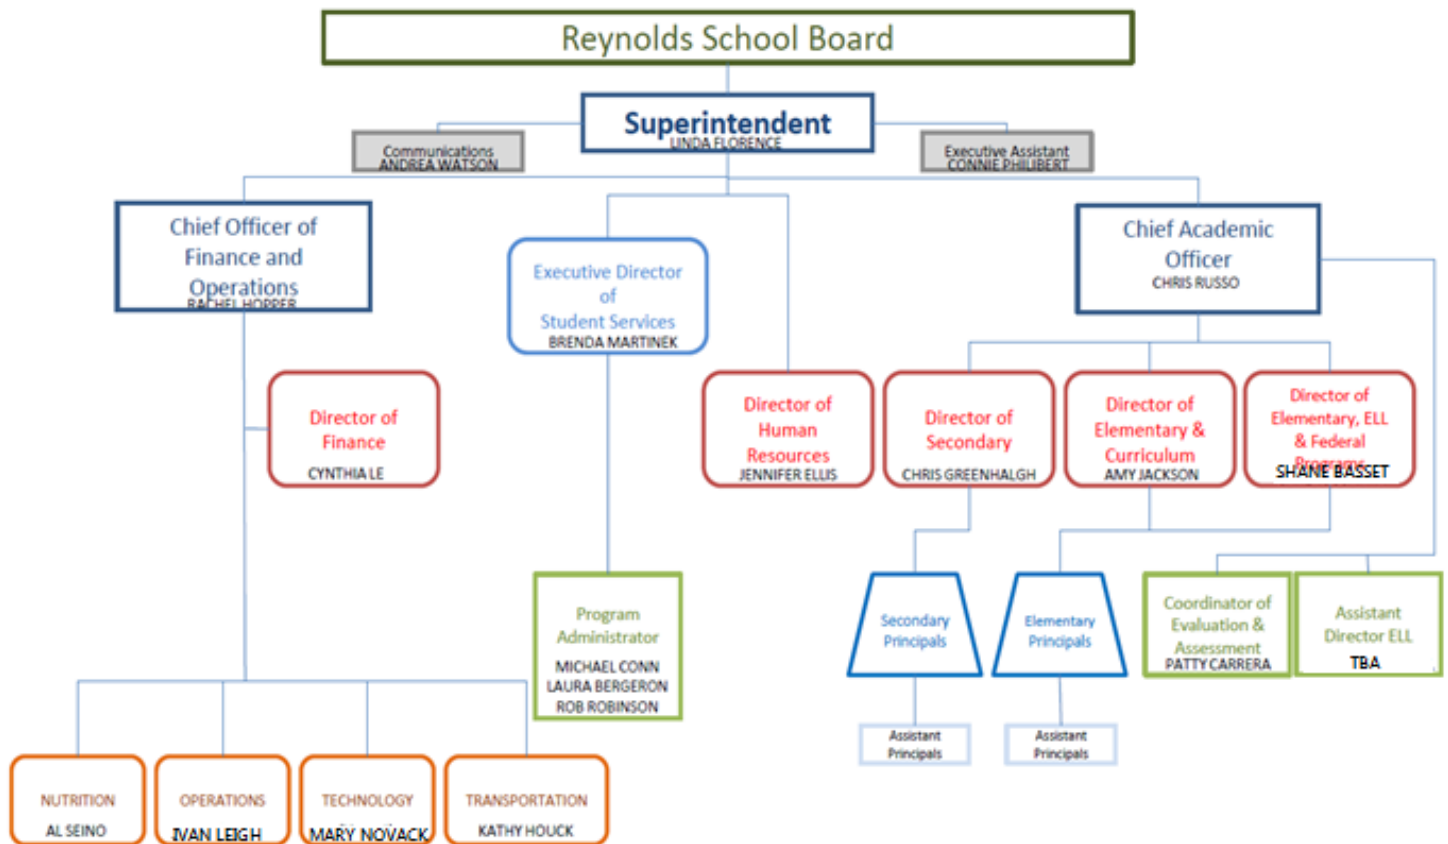 Reynolds School Board
Superintendent
LINDA FLORENCE
Communications
ANDREA WATSON
Executive Assistant
CONNIE PHILIBERT
Chief Officer of
Finance and
Operations
RACHEL HOPPER
Executive Director
of
Student Services
BRENDA MARTINEK
Chief Academic
Officer
CHRIS RUSSO
Director of
Finance
CYNTHIA LE
Director of
Human
Resources
JENNIFER ELLIS
Director of
Secondary
CHRIS GREENHALGH
Director of
Elementary &
Curriculum
AMY JACKSON
Director of
Elementary, ELL
& Federal
Programs
SHANE BASSET
Program
Administrator
MICHAEL CONN
LAURA BERGERON
ROB ROBINSON
Secondary
Principals
Elementary
Principals
Coordinator of
Evaluation &
Assessment
PATTY CARRERA
Assistant
Director ELL
TBA
Assistant
Principals
Assistant
Principals
NUTRITION
AL SEINO
OPERATIONS
IVAN LEIGH
TECHNOLOGY
MARY NOVACK
TRANSPORTATION
KATHY HOUCK